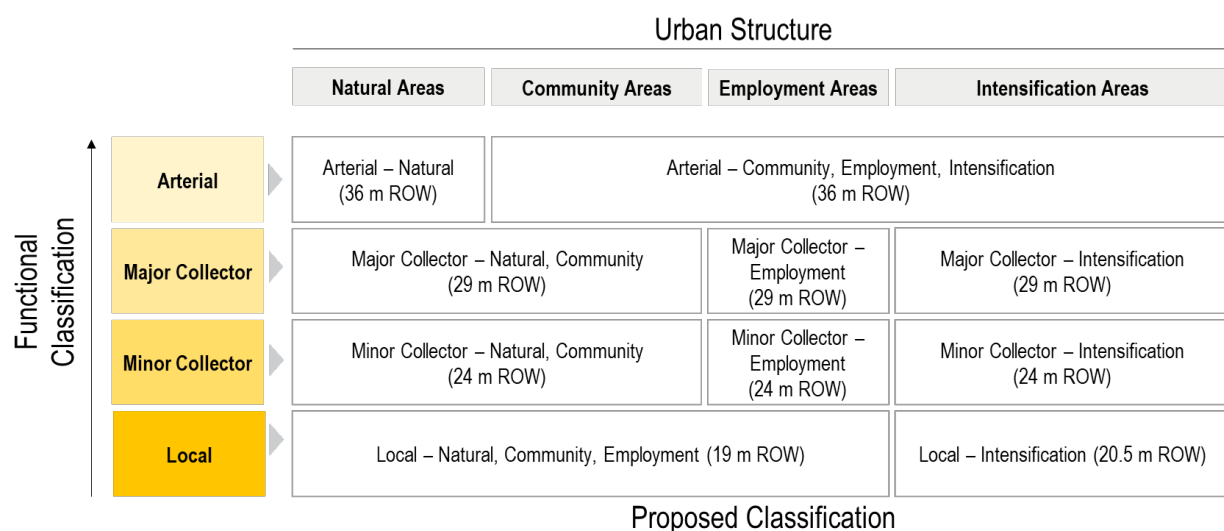 Urban Structure
Natural Areas
Community Areas
Employment Areas
Intensification Areas
Functional
Classification
Arterial
Arterial – Natural
(36 m ROW)
Arterial – Community, Employment, Intensification
(36 m ROW)
Major Collector
Major Collector – Natural, Community
(29 m ROW)
Major Collector –
Employment
(29 m ROW)
Major Collector – Intensification
(29 m ROW)
Minor Collector
Minor Collector – Natural, Community
(24 m ROW)
Minor Collector –
Employment
(24 m ROW)
Minor Collector – Intensification
(24 m ROW)
Local
Local – Natural, Community, Employment (19 m ROW)
Local – Intensification (20.5 m ROW)
Proposed Classification